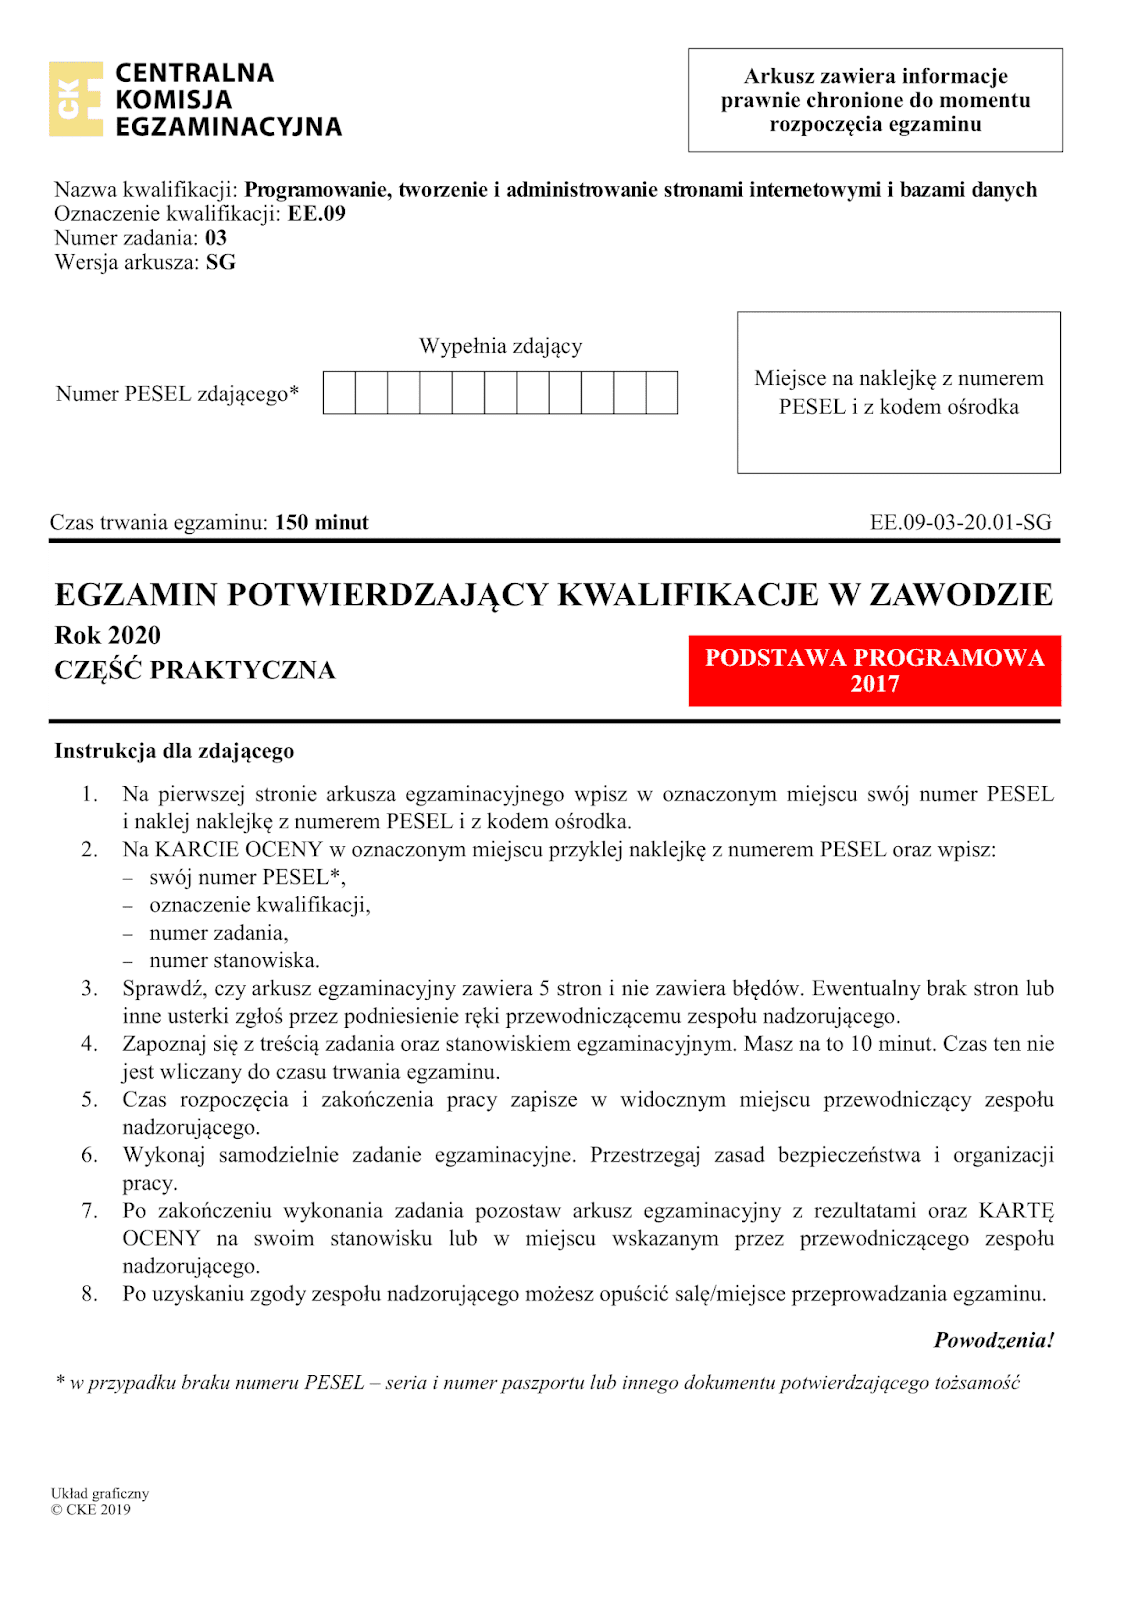 CK E
CENTRALNA
KOMISJA
EGZAMINACYJNA
Arkusz zawiera informacje
prawnie chronione do momentu
rozpoczęcia egzaminu
Nazwa kwalifikacji: Programowanie, tworzenie i administrowanie stronami internetowymi i bazami danych
Oznaczenie kwalifikacji: EE.09
Numer zadania: 03
Wersja arkusza: SG
Wypełnia zdający
Numer PESEL zdającego*
Miejsce na naklejkę z numerem
PESEL i z kodem ośrodka
Czas trwania egzaminu: 150 minut
EE.09-03-20.01-SG
EGZAMIN POTWIERDZAJĄCY KWALIFIKACJE W ZAWODZIE
Rok 2020
CZĘŚĆ PRAKTYCZNA
PODSTAWA PROGRAMOWA
2017
Instrukcja dla zdającego
1. Na pierwszej stronie arkusza egzaminacyjnego wpisz w oznaczonym miejscu swój numer PESEL
i naklej naklejkę z numerem PESEL i z kodem ośrodka.
2. Na KARCIE OCENY w oznaczonym miejscu przyklej naklejkę z numerem PESEL oraz wpisz:
– swój numer PESEL*,
– oznaczenie kwalifikacji,
– numer zadania,
– numer stanowiska.
3. Sprawdź, czy arkusz egzaminacyjny zawiera 5 stron i nie zawiera błędów. Ewentualny brak stron lub
inne usterki zgłoś przez podniesienie ręki przewodniczącemu zespołu nadzorującego.
4. Zapoznaj się z treścią zadania oraz stanowiskiem egzaminacyjnym. Masz na to 10 minut. Czas ten nie
jest wliczany do czasu trwania egzaminu.
5. Czas rozpoczęcia i zakończenia pracy zapisze w widocznym miejscu przewodniczący zespołu
nadzorującego.
6. Wykonaj samodzielnie zadanie egzaminacyjne. Przestrzegaj zasad bezpieczeństwa i organizacji
pracy.
7. Po zakończeniu wykonania zadania pozostaw arkusz egzaminacyjny z rezultatami oraz KARTĘ
OCENY na swoim stanowisku lub w miejscu wskazanym przez przewodniczącego zespołu
nadzorującego.
8. Po uzyskaniu zgody zespołu nadzorującego możesz opuścić salę/miejsce przeprowadzania egzaminu.
Powodzenia!
* w przypadku braku numeru PESEL – seria i numer paszportu lub innego dokumentu potwierdzającego tożsamość
Układ graficzny
© CKE 2019